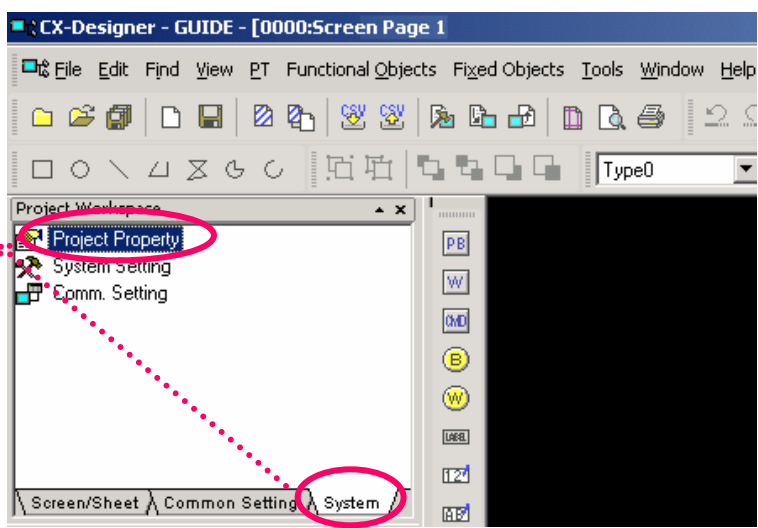 CX-Designer - GUIDE - [0000:Screen Page 1
File Edit Find View PT Functional Objects Fixed Objects Tools Window Help
CSV CSV
Type0
Project Workspace
Project Property
System Setting
Comm. Setting
PB
W
CMD
B
W
LABEL
12
AB
Screen/Sheet Common Setting System